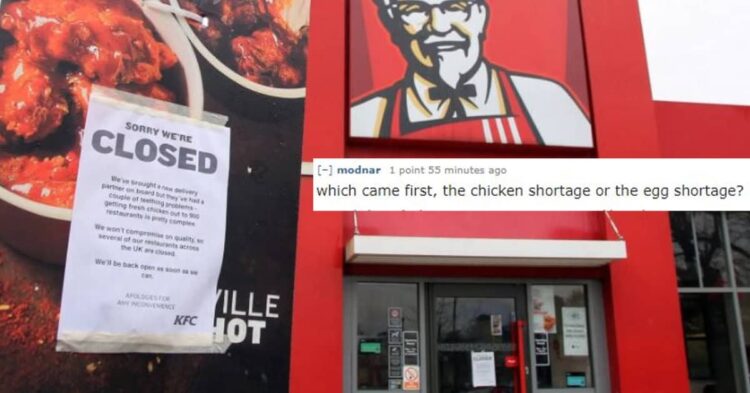 SORRY WE'RE
CLOSED
We've brought a new delivery
partner on board but they've had a
couple of teething problems -
getting fresh chicken out to 900
restaurants is pretty complex.
We won't compromise on quality, so
several of our restaurants across
the UK are closed.
We'll be back open as soon as we
can.
APOLOGIES FOR
ANY INCONVENIENCE
KFC
VILLE
HOT
[-] modnar 1 point 55 minutes ago
which came first, the chicken shortage or the egg shortage?
CLOSED